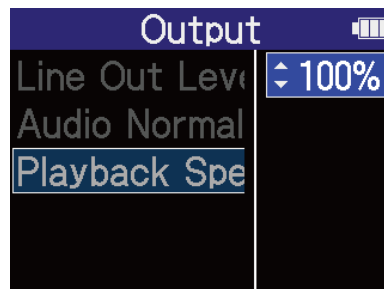 Output
Line Out Leve
100%
Audio Normal
Playback Spe